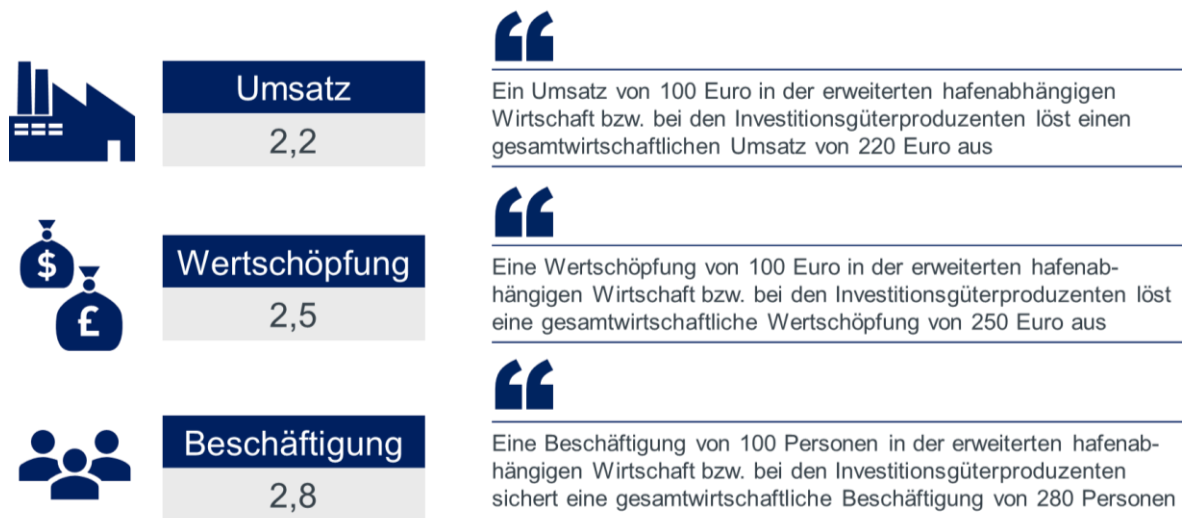 Umsatz
2,2
Ein Umsatz von 100 Euro in der erweiterten hafenabhängigen
Wirtschaft bzw. bei den Investitionsgüterproduzenten löst einen
gesamtwirtschaftlichen Umsatz von 220 Euro aus
$
£
Wertschöpfung
2,5
Eine Wertschöpfung von 100 Euro in der erweiterten hafenab-
hängigen Wirtschaft bzw. bei den Investitionsgüterproduzenten löst
eine gesamtwirtschaftliche Wertschöpfung von 250 Euro aus
Beschäftigung
2,8
Eine Beschäftigung von 100 Personen in der erweiterten hafenab-
hängigen Wirtschaft bzw. bei den Investitionsgüterproduzenten
sichert eine gesamtwirtschaftliche Beschäftigung von 280 Personen